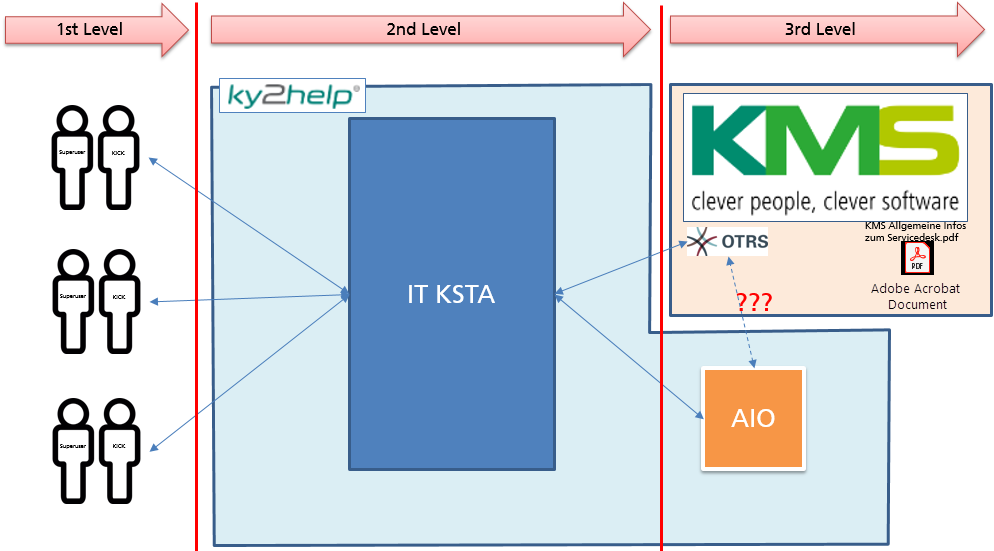 1st Level
2nd Level
3rd Level
ky2help®
KMS
clever people, clever software
Superuser
KICK
KMS Allgemeine Infos
zum Servicedesk.pdf
OTRS
PDF
Adobe Acrobat
Document
Superuser
KICK
IT KSTA
???
AIO
Superuser
KICK